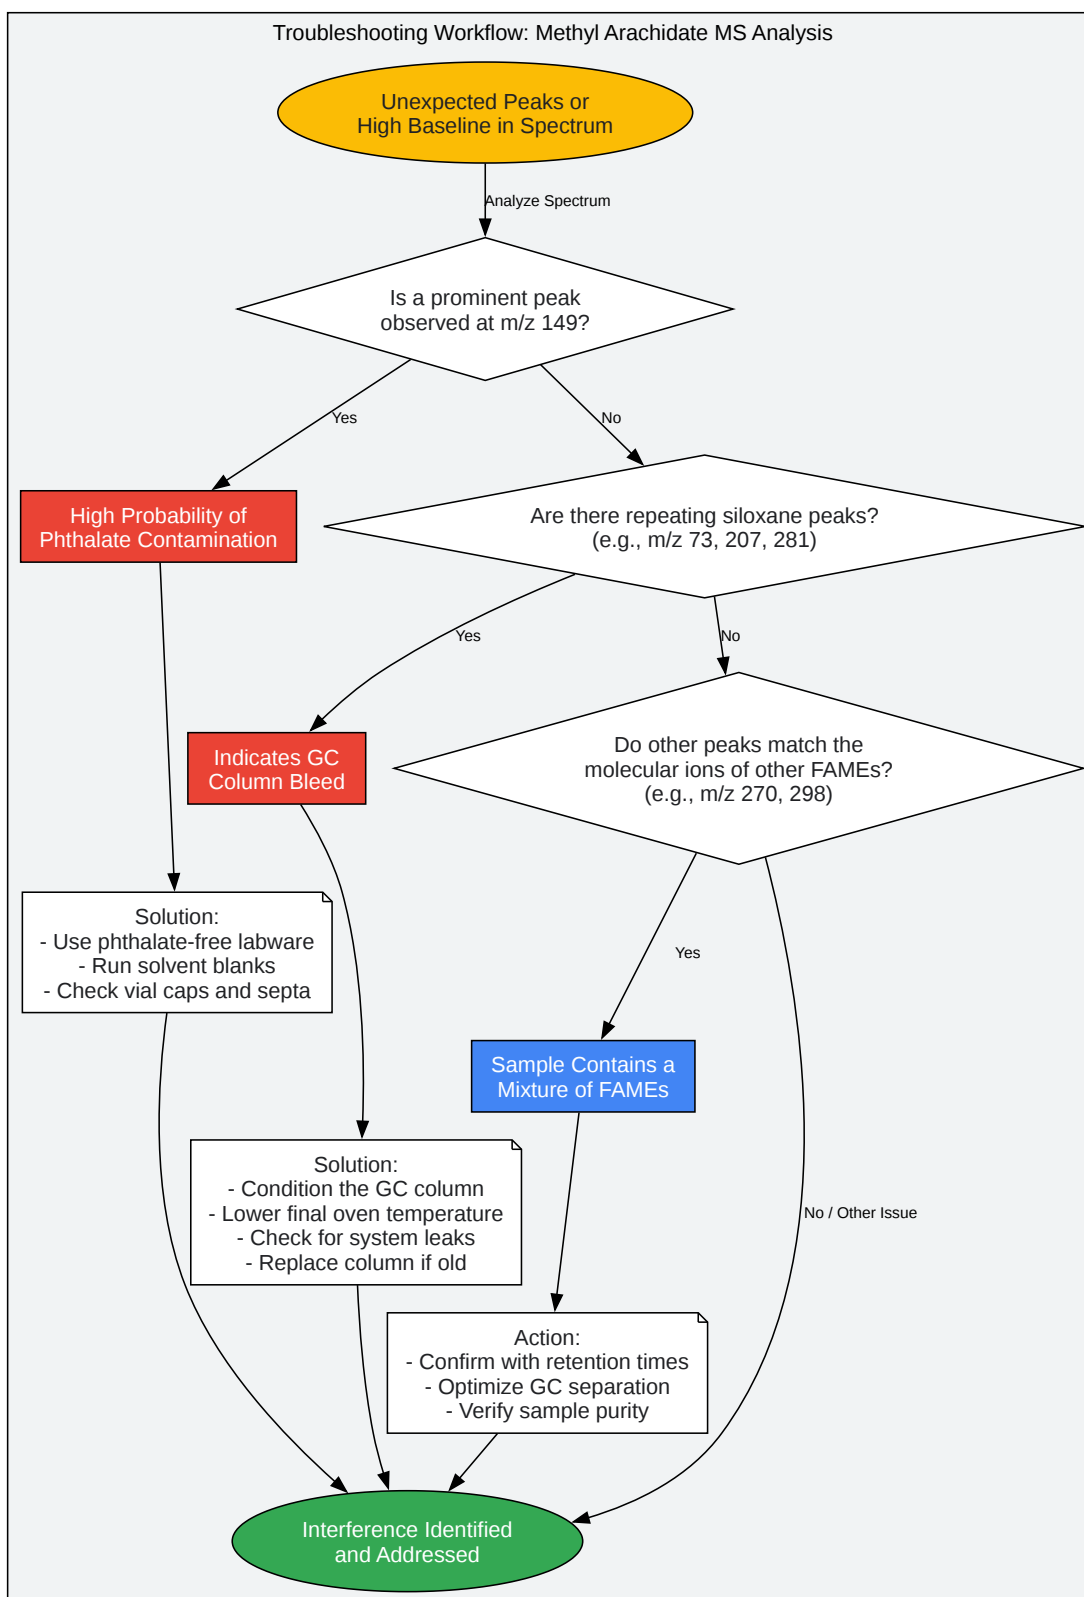 Troubleshooting Workflow: Methyl Arachidate MS Analysis
Unexpected Peaks or
High Baseline in Spectrum
Analyze Spectrum
Is a prominent peak
observed at m/z 149?
Yes
No
High Probability of
Phthalate Contamination
Are there repeating siloxane peaks?
(e.g., m/z 73, 207, 281)
Yes
No
Indicates GC
Column Bleed
Do other peaks match the
molecular ions of other FAMEs?
(e.g., m/z 270, 298)
Solution:
- Use phthalate-free labware
- Run solvent blanks
- Check vial caps and septa
Yes
Sample Contains a
Mixture of FAMEs
Solution:
- Condition the GC column
- Lower final oven temperature
- Check for system leaks
- Replace column if old
No / Other Issue
Action:
- Confirm with retention times
- Optimize GC separation
- Verify sample purity
Interference Identified
and Addressed